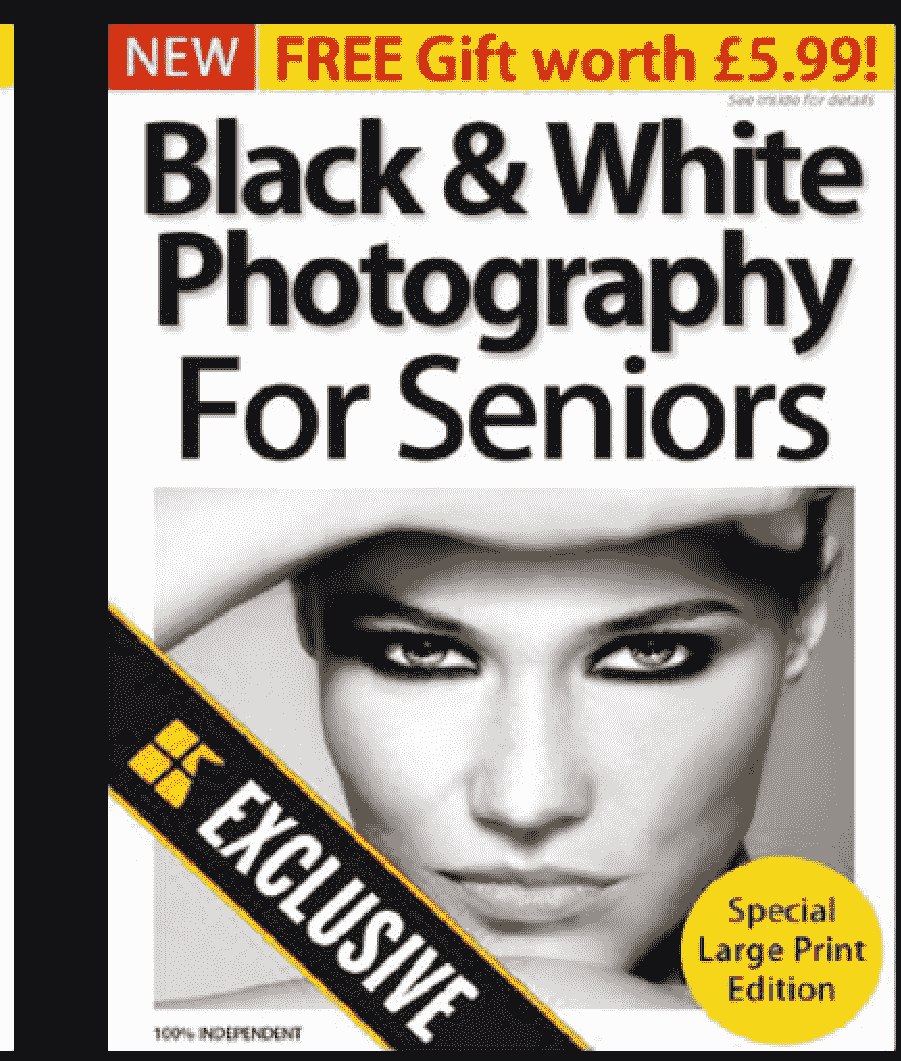 NEW
FREE Gift worth £5.99!
See inside for details
Black & White
Photography
For Seniors
EXCLUSIVE
Special
Large Print
Edition
100% INDEPENDENT